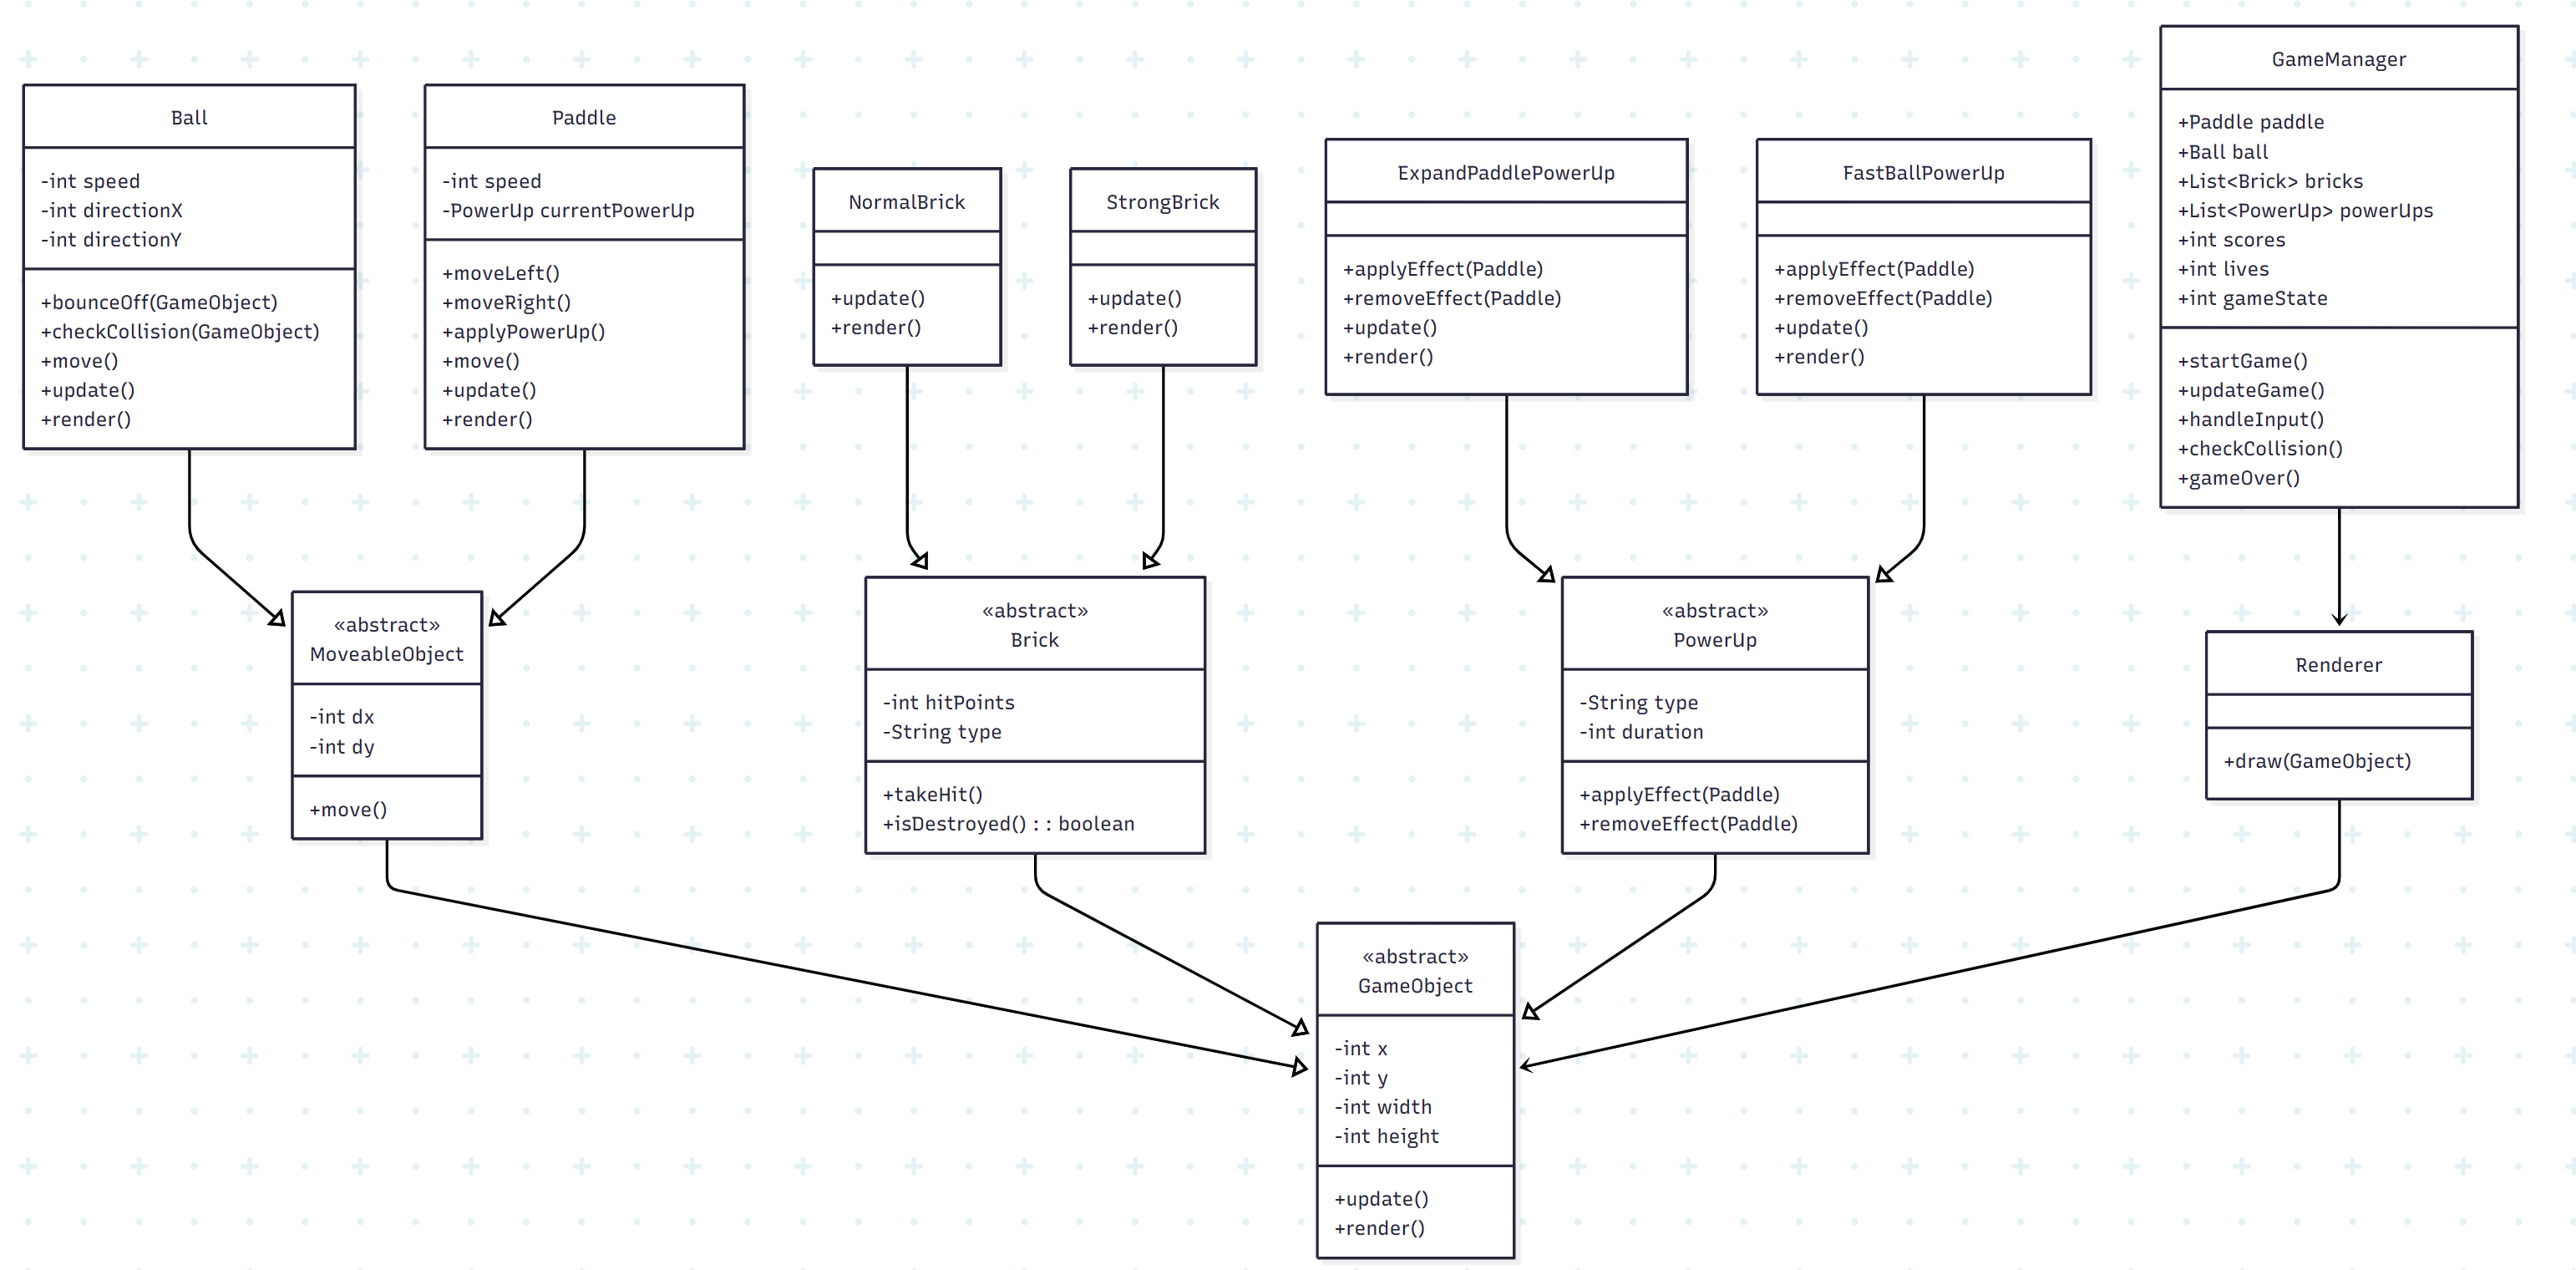 Ball
-int speed
-int directionX
-int directionY
+bounceOff(GameObject)
+checkCollision(GameObject)
+move()
+update()
+render()
Paddle
-int speed
-PowerUp currentPowerUp
+moveLeft()
+moveRight()
+applyPowerUp()
+move()
+update()
+render()
NormalBrick
+update()
+render()
StrongBrick
+update()
+render()
ExpandPaddlePowerUp
+applyEffect(Paddle)
+removeEffect(Paddle)
+update()
+render()
FastBallPowerUp
+applyEffect(Paddle)
+removeEffect(Paddle)
+update()
+render()
GameManager
+Paddle paddle
+Ball ball
+List<Brick> bricks
+List<PowerUp> powerUps
+int scores
+int lives
+int gameState
+startGame()
+updateGame()
+handleInput()
+checkCollision()
+gameOver()
«abstract»
MoveableObject
-int dx
-int dy
+move()
«abstract»
Brick
-int hitPoints
-String type
+takeHit()
+isDestroyed() : : boolean
«abstract»
PowerUp
-String type
-int duration
+applyEffect(Paddle)
+removeEffect(Paddle)
Renderer
+draw(GameObject)
«abstract»
GameObject
-int x
-int y
-int width
-int height
+update()
+render()